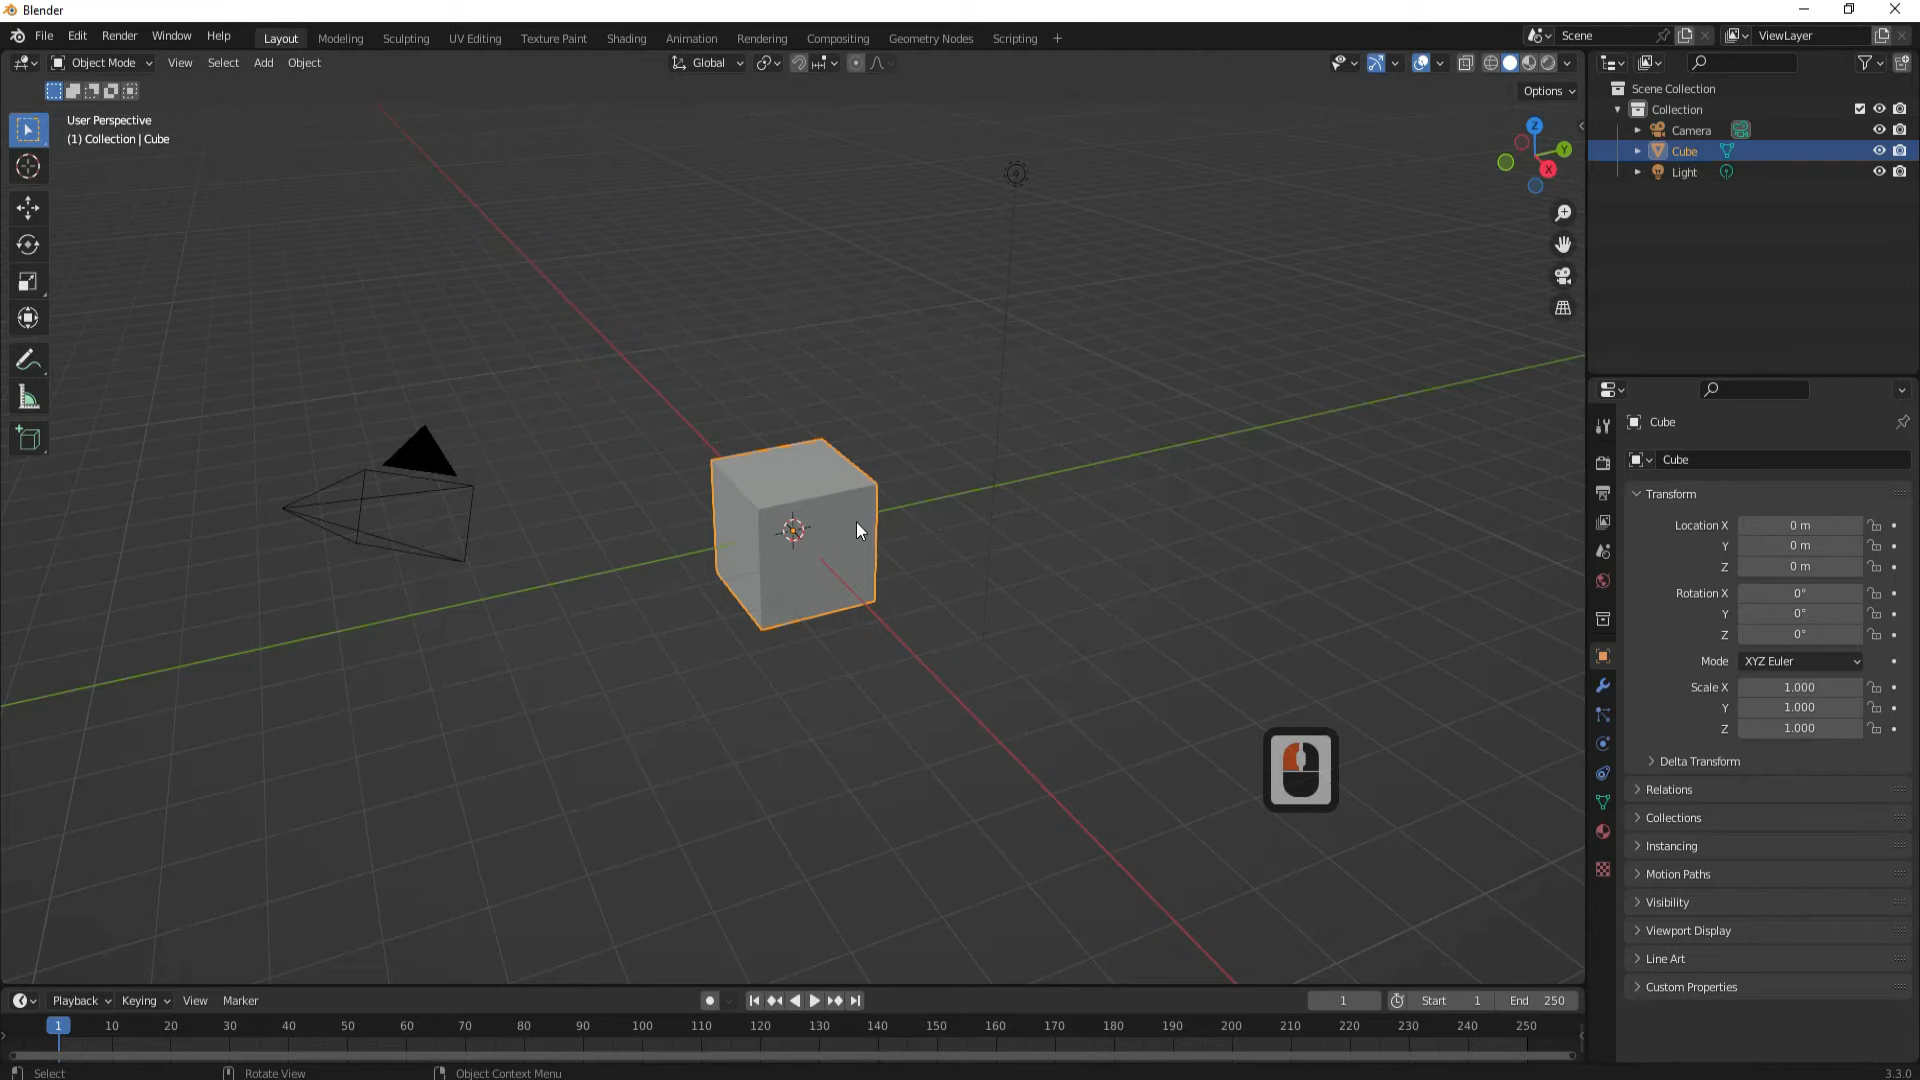 Blender
File Edit Render Window Help Layout Modeling Sculpting UV Editing Texture Paint Shading Animation Rendering Compositing Geometry Nodes Scripting + Scene ViewLayer
Object Mode View Select Add Object Global
Options
User Perspective
(1) Collection | Cube
Z
Y
X
Scene Collection
Collection
Camera
Cube
Light
Cube
Cube
Transform
Location X 0 m
Y 0 m
Z 0 m
Rotation X 0°
Y 0°
Z 0°
Mode XYZ Euler
Scale X 1.000
Y 1.000
Z 1.000
Delta Transform
Relations
Collections
Instancing
Motion Paths
Visibility
Viewport Display
Line Art
Custom Properties
Playback Keying View Marker 1 Start 1 End 250
1 10 20 30 40 50 60 70 80 90 100 110 120 130 140 150 160 170 180 190 200 210 220 230 240 250
Select Rotate View Object Context Menu 3.3.0